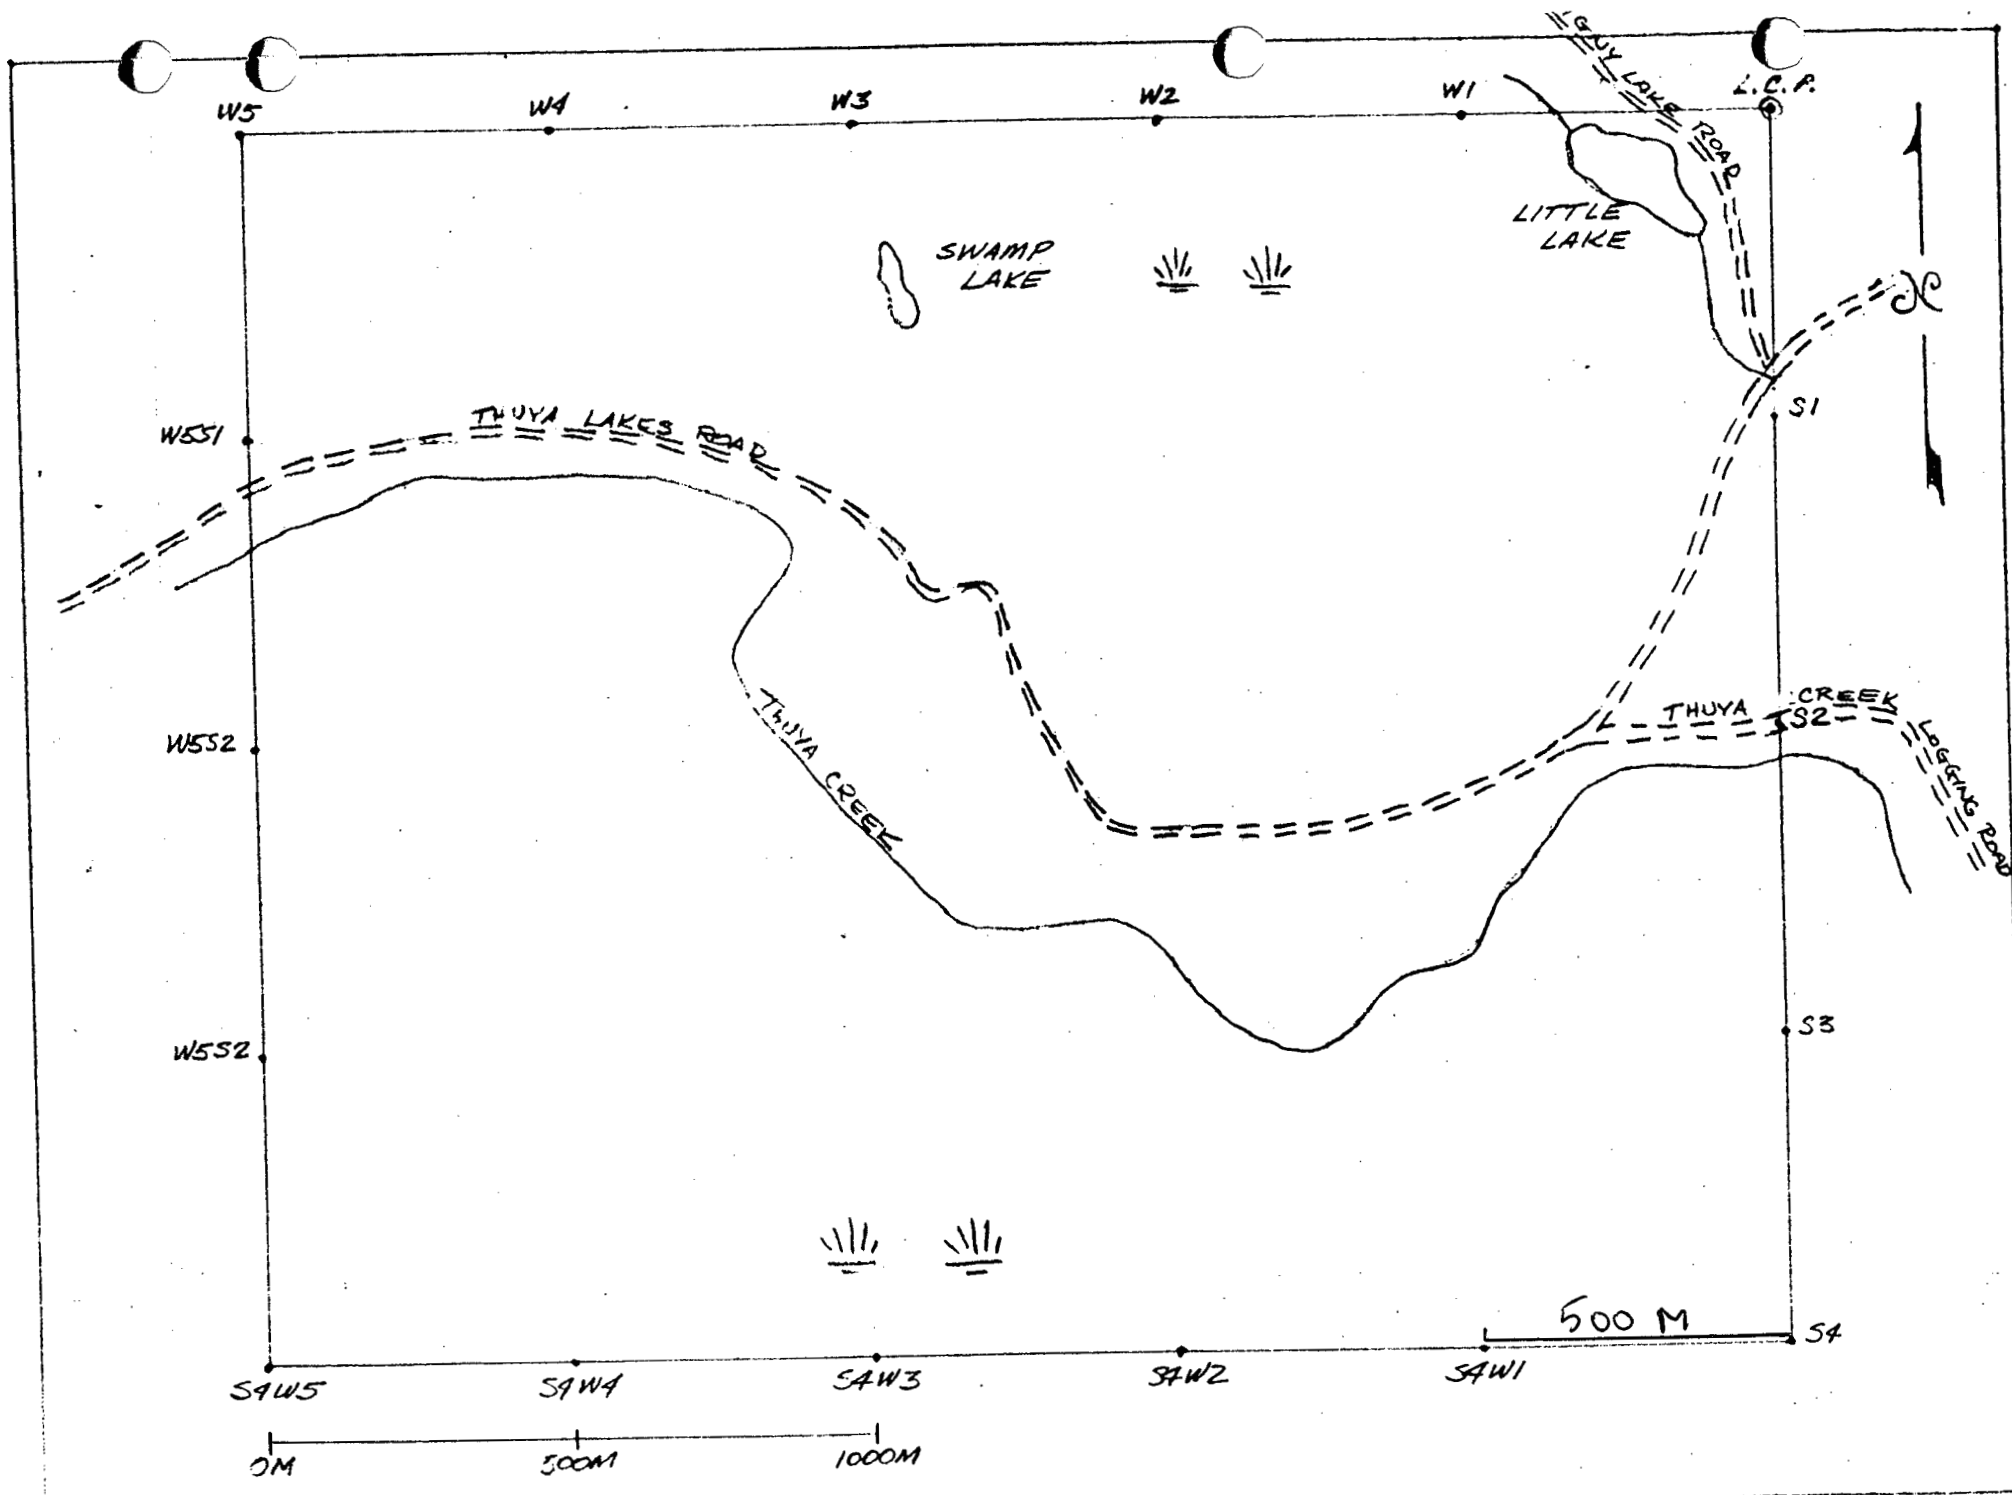 GUY LAKE ROAD
L.C.P.
W5
W4
W3
W2
W1
SWAMP
LAKE
LITTLE
LAKE
W5S1
THUYA LAKES ROAD
S1
THUYA CREEK
LOGGING ROAD
S2
W5S2
THUYA CREEK
W5S2
S3
500 M
S4
S4W5
S4W4
S4W3
S4W2
S4W1
0M
500M
1000M